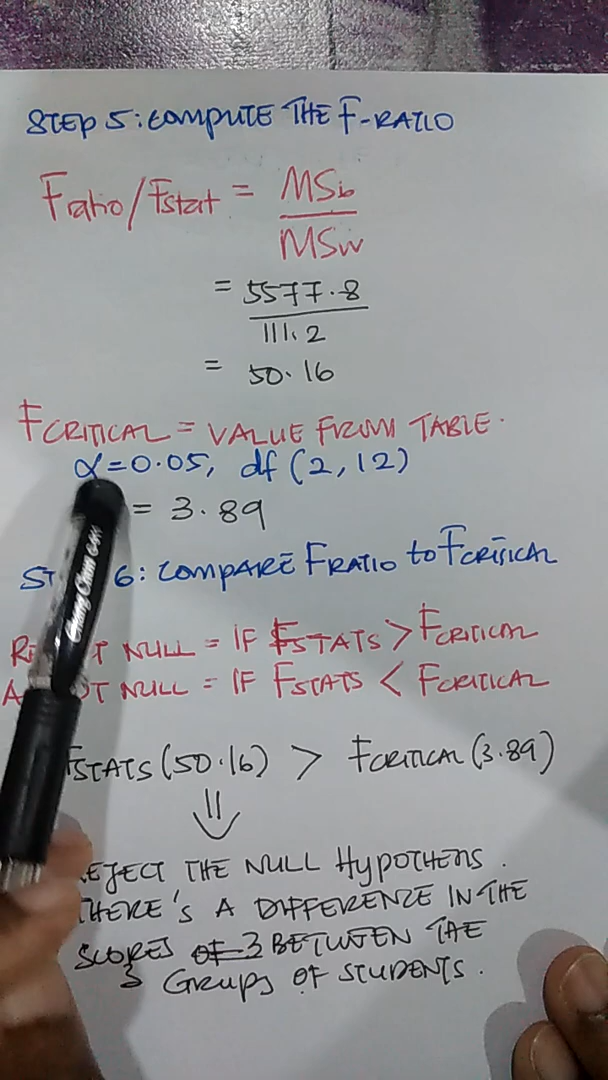 STEP 5: COMPUTE THE F-RATIO
Fratio/Fstat = MSb
MSw
= 5577.8
111.2
= 50.16
FCRITICAL = VALUE FROM TABLE.
α = 0.05, df (2, 12)
= 3.89
6: COMPARE FRATIO to FCRITICAL
NULL = IF FSTATS > FCRITICAL
NULL = IF FSTATS < FCRITICAL
FSTATS (50.16) > FCRITICAL (3.89)
REJECT THE NULL HYPOTHESIS.
THERE'S A DIFFERENCE IN THE
SCORES OF 3 BETWEEN THE
3 GROUPS OF STUDENTS.